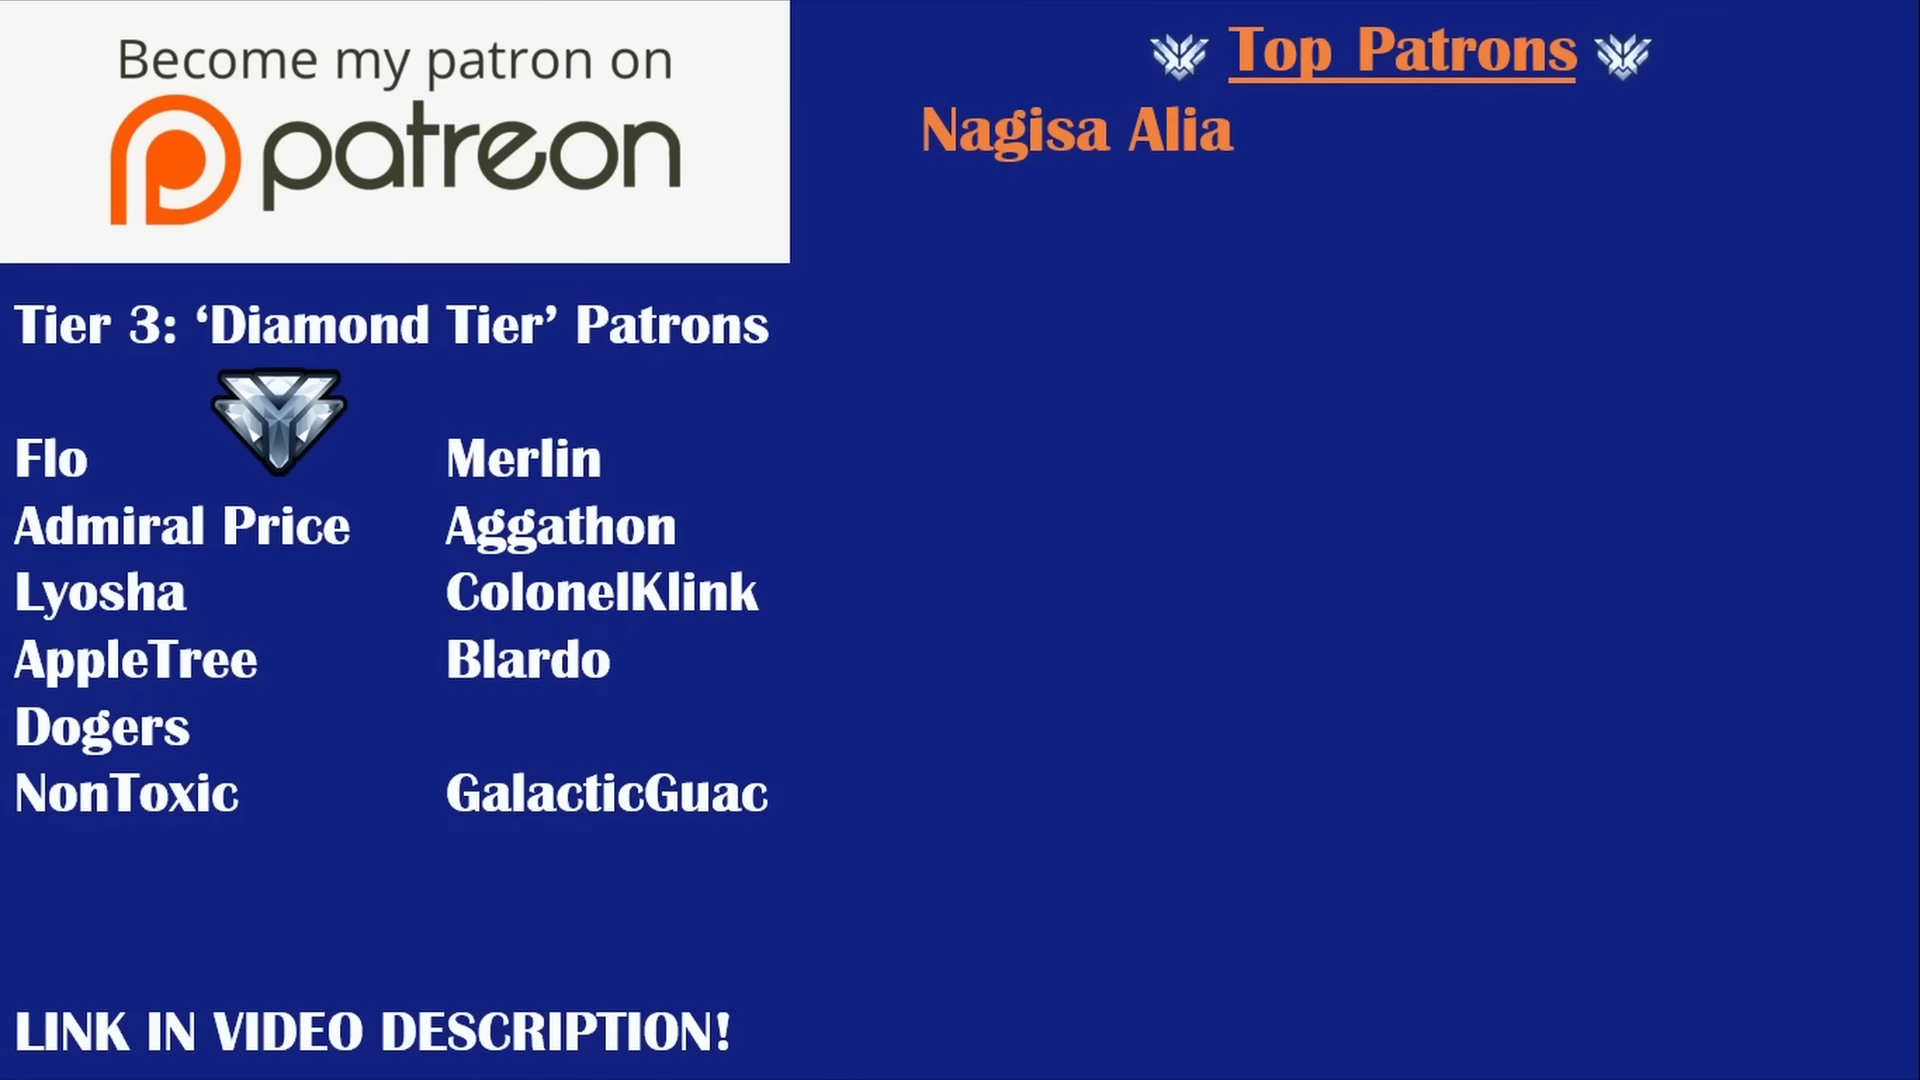 Become my patron on
patreon
Top Patrons
Nagisa Alia
Tier 3: ‘Diamond Tier’ Patrons
Flo Merlin
Admiral Price Aggathon
Lyosha ColonelKlink
AppleTree Blardo
Dogers
NonToxic GalacticGuac
LINK IN VIDEO DESCRIPTION!